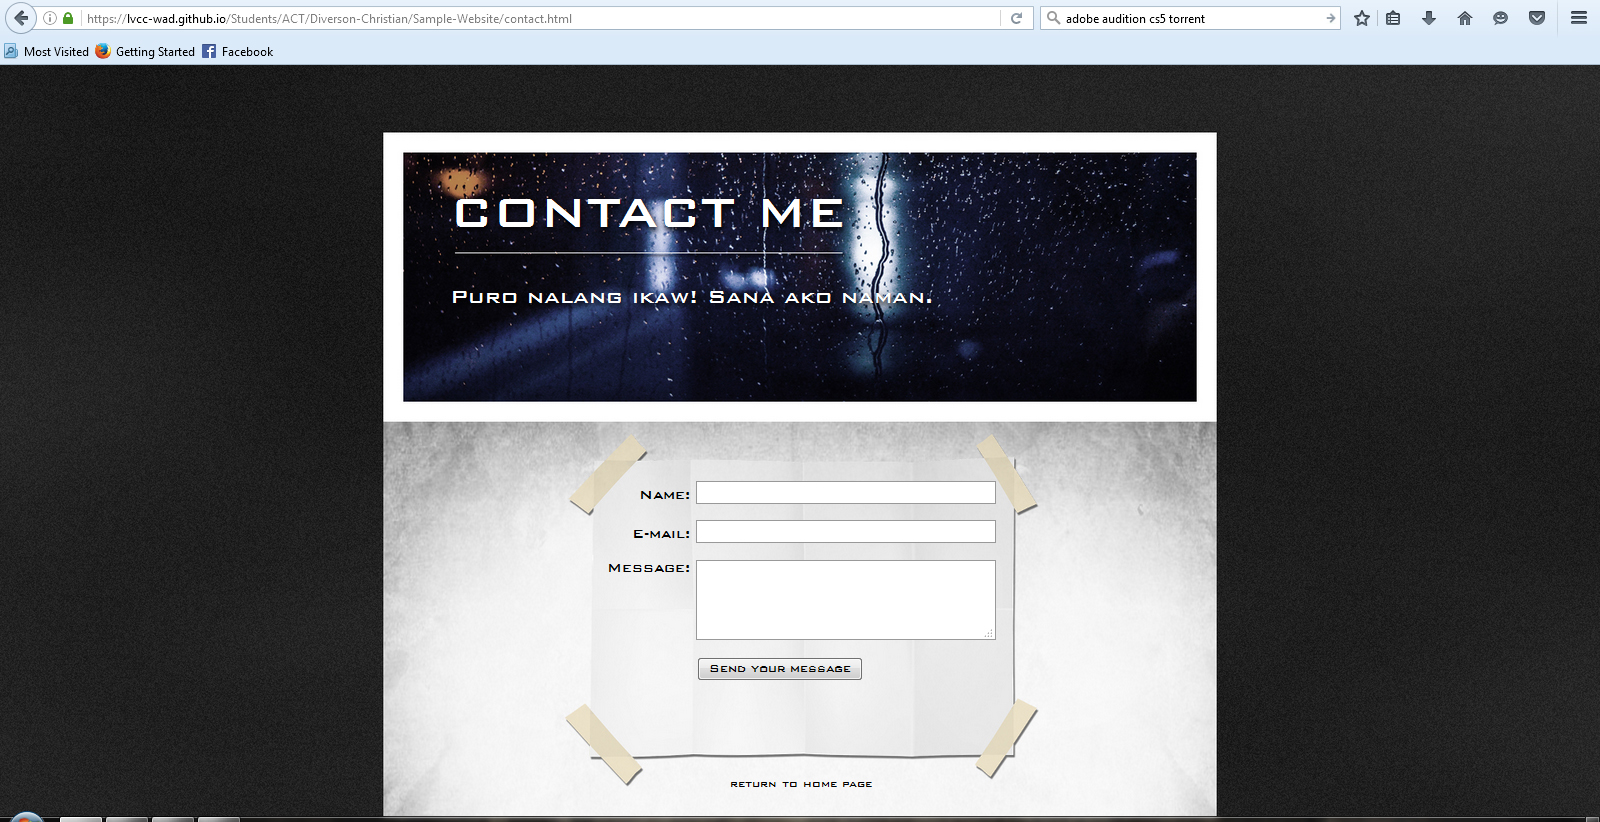 https://lvcc-wad.github.io/Students/ACT/Diverson-Christian/Sample-Website/contact.html
adobe audition cs5 torrent
Most Visited Getting Started Facebook
CONTACT ME
PURO NALANG IKAW! SANA AKO NAMAN.
NAME:
E-MAIL:
MESSAGE:
SEND YOUR MESSAGE
RETURN TO HOME PAGE